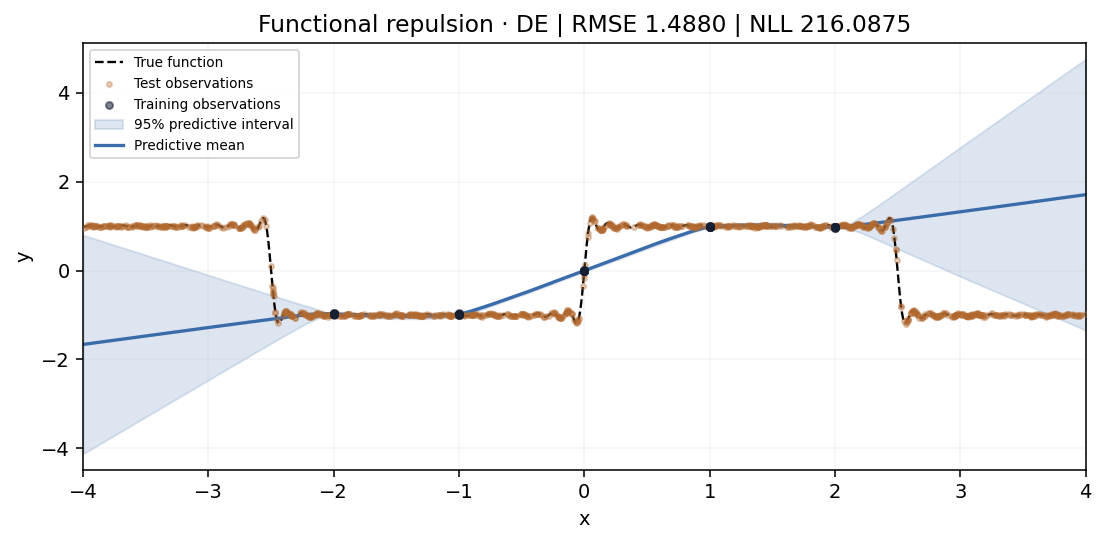 Functional repulsion · DE | RMSE 1.4880 | NLL 216.0875
True function
Test observations
Training observations
95% predictive interval
Predictive mean
4
2
0
−2
−4
y
−4 −3 −2 −1 0 1 2 3 4
x